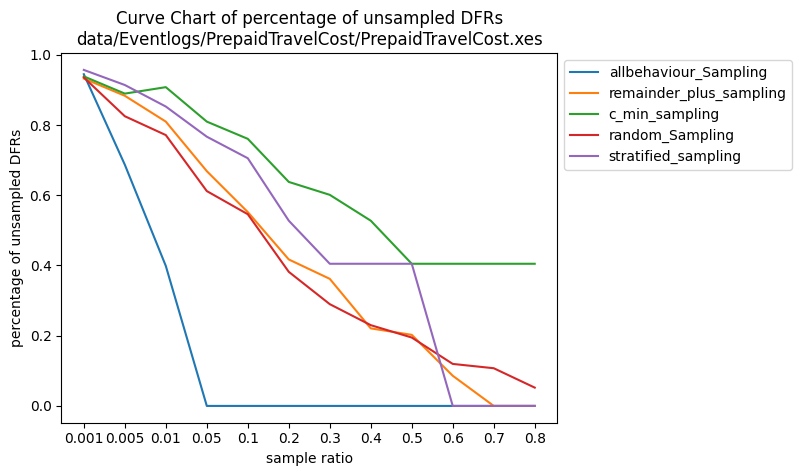 Curve Chart of percentage of unsampled DFRs
data/Eventlogs/PrepaidTravelCost/PrepaidTravelCost.xes
percentage of unsampled DFRs
1.0
0.8
0.6
0.4
0.2
0.0
0.001 0.005 0.01 0.05 0.1 0.2 0.3 0.4 0.5 0.6 0.7 0.8
sample ratio
allbehaviour_Sampling
remainder_plus_sampling
c_min_sampling
random_Sampling
stratified_sampling